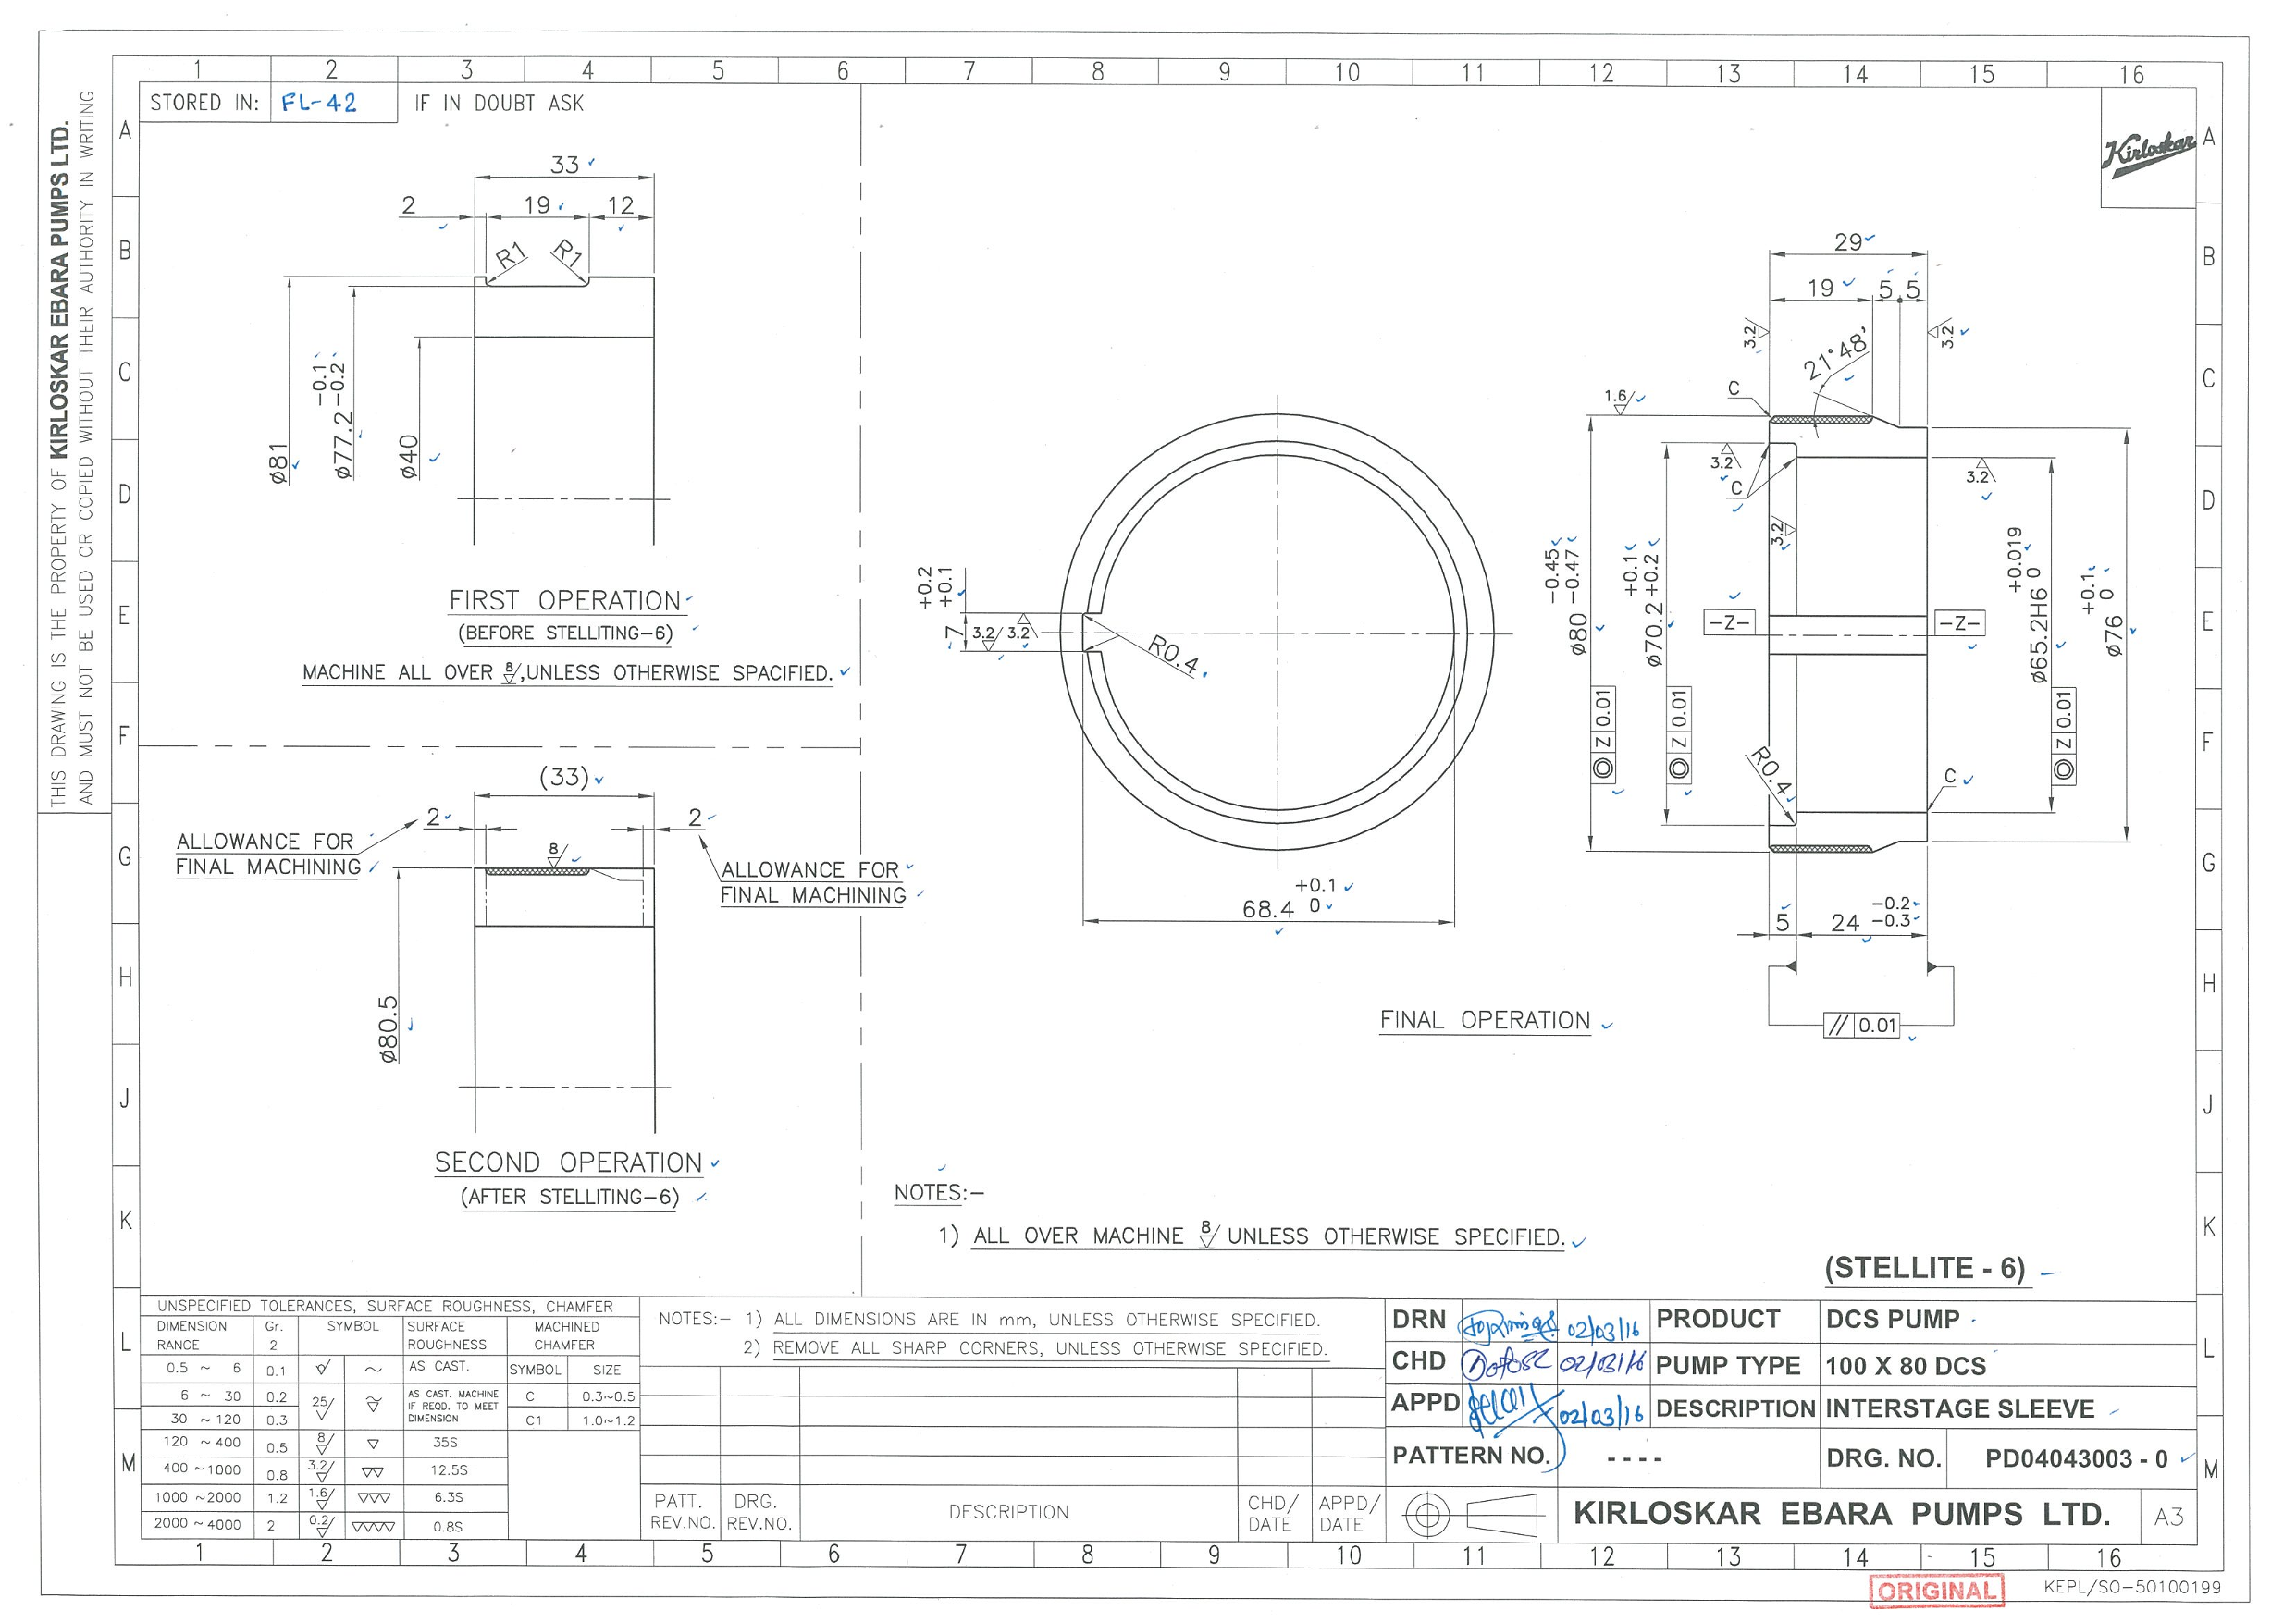 1 2 3 4 5 6 7 8 9 10 11 12 13 14 15 16
STORED IN: FL-42 IF IN DOUBT ASK
Kirloskar
THIS DRAWING IS THE PROPERTY OF KIRLOSKAR EBARA PUMPS LTD.
AND MUST NOT BE USED OR COPIED WITHOUT THEIR AUTHORITY IN WRITING
A
B
C
D
E
F
G
H
J
K
L
M
33
2 19 12
R1 R1
ø81
ø77.2 -0.1 -0.2
ø40
FIRST OPERATION
(BEFORE STELLITING-6)
MACHINE ALL OVER 8/, UNLESS OTHERWISE SPACIFIED.
(33)
2 2
ALLOWANCE FOR
FINAL MACHINING
8/
ALLOWANCE FOR
FINAL MACHINING
ø80.5
SECOND OPERATION
(AFTER STELLITING-6)
7 +0.2 +0.1
3.2/ 3.2/
R0.4
68.4 +0.1 0
29
19 5 5
3.2 3.2
21°48'
1.6/
C
3.2
C
3.2
3.2
ø80 -0.45 -0.47
ø70.2 +0.1 +0.2
-Z- -Z-
ø65.2H6 +0.019 0
ø76 +0.1 0
◎ Z 0.01
◎ Z 0.01
◎ Z 0.01
R0.4
C
5 24 -0.2 -0.3
// 0.01
FINAL OPERATION
NOTES:-
1) ALL OVER MACHINE 8/ UNLESS OTHERWISE SPECIFIED.
(STELLITE - 6)
UNSPECIFIED TOLERANCES, SURFACE ROUGHNESS, CHAMFER
DIMENSION RANGE Gr. 2 SYMBOL SURFACE ROUGHNESS MACHINED CHAMFER
0.5 ~ 6 0.1 ~ AS CAST. SYMBOL SIZE
6 ~ 30 0.2 25/ AS CAST. MACHINE IF REQD. TO MEET DIMENSION C 0.3~0.5
30 ~ 120 0.3 C1 1.0~1.2
120 ~ 400 0.5 8/ ▽ 35S
400 ~ 1000 0.8 3.2/ ▽▽ 12.5S
1000 ~ 2000 1.2 1.6/ ▽▽▽ 6.3S
2000 ~ 4000 2 0.2/ ▽▽▽▽ 0.8S
NOTES:- 1) ALL DIMENSIONS ARE IN mm, UNLESS OTHERWISE SPECIFIED.
2) REMOVE ALL SHARP CORNERS, UNLESS OTHERWISE SPECIFIED.
PATT. REV.NO. DRG. REV.NO. DESCRIPTION CHD/ DATE APPD/ DATE
DRN 02/03/16 PRODUCT DCS PUMP
CHD 02/03/16 PUMP TYPE 100 X 80 DCS
APPD 02/03/16 DESCRIPTION INTERSTAGE SLEEVE
PATTERN NO. ---- DRG. NO. PD04043003 - 0
KIRLOSKAR EBARA PUMPS LTD. A3
A
B
C
D
E
F
G
H
J
K
L
M
1 2 3 4 5 6 7 8 9 10 11 12 13 14 15 16
ORIGINAL KEPL/SO-50100199